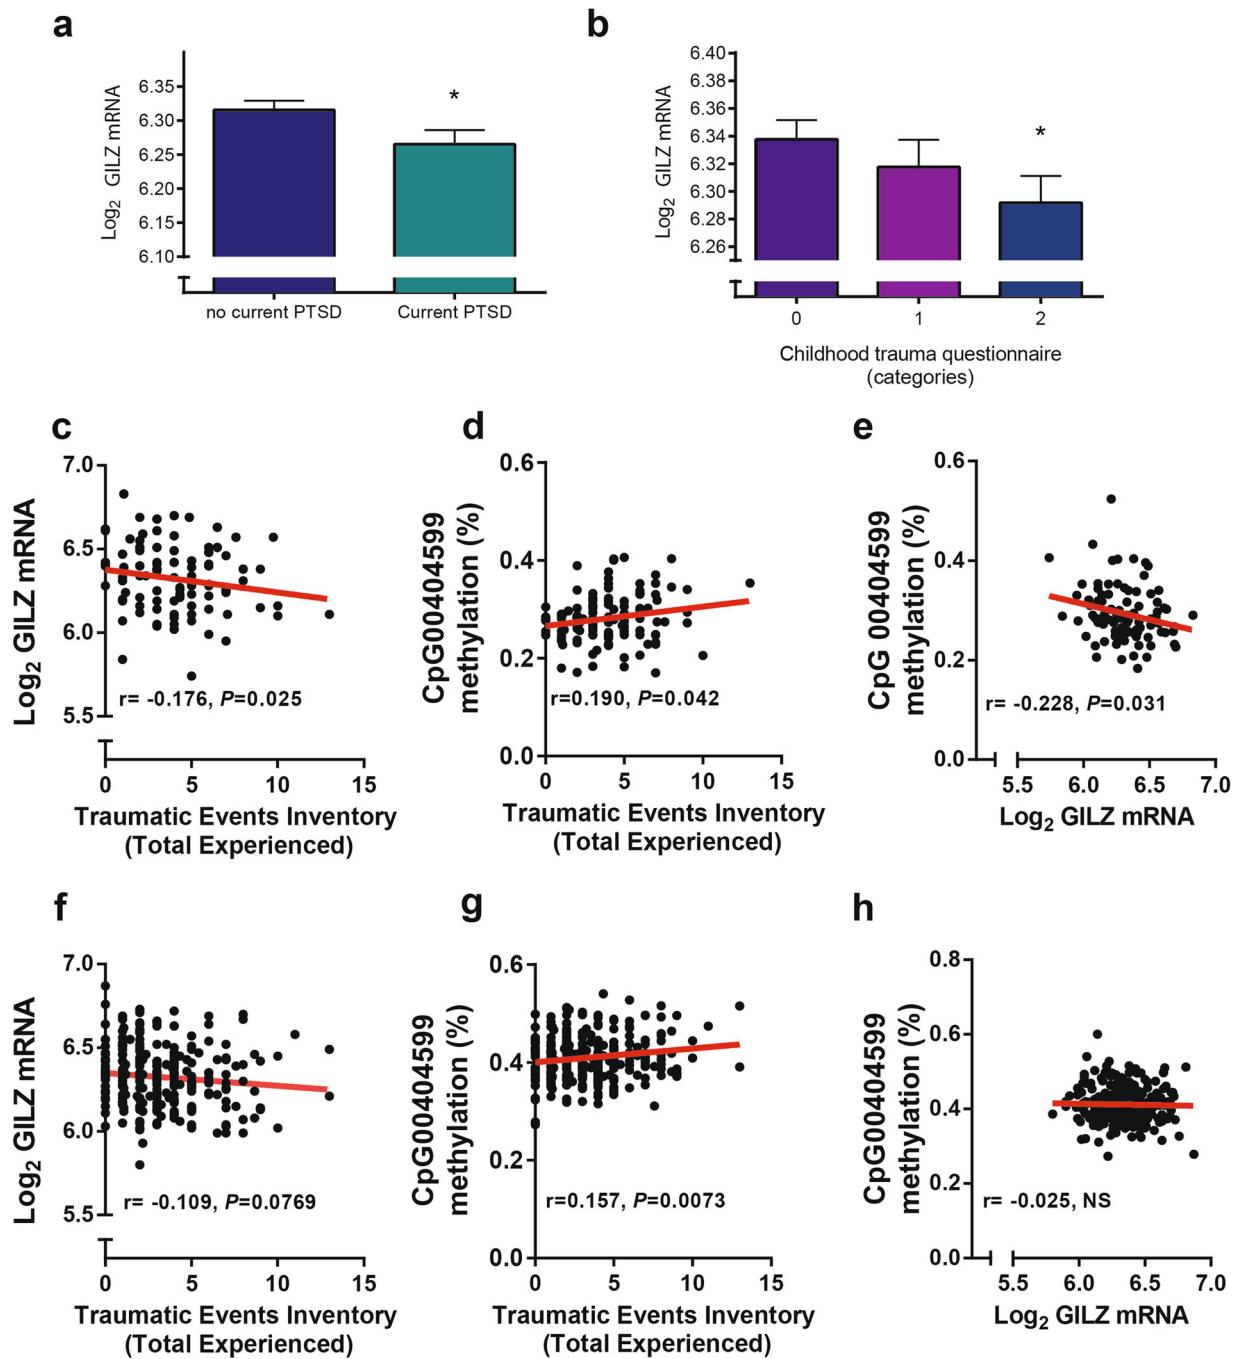 a
Log2 GILZ mRNA
6.35
6.30
6.25
6.20
6.15
6.10
*
no current PTSD
Current PTSD
b
Log2 GILZ mRNA
6.40
6.38
6.36
6.34
6.32
6.30
6.28
6.26
*
0
1
2
Childhood trauma questionnaire
(categories)
c
Log2 GILZ mRNA
7.0
6.5
6.0
5.5
r= -0.176, P=0.025
0
5
10
15
Traumatic Events Inventory
(Total Experienced)
d
CpG00404599
methylation (%)
0.6
0.4
0.2
0.0
r=0.190, P=0.042
0
5
10
15
Traumatic Events Inventory
(Total Experienced)
e
CpG 00404599
methylation (%)
0.6
0.4
0.2
0.0
r= -0.228, P=0.031
5.5
6.0
6.5
7.0
Log2 GILZ mRNA
f
Log2 GILZ mRNA
7.0
6.5
6.0
5.5
r= -0.109, P=0.0769
0
5
10
15
Traumatic Events Inventory
(Total Experienced)
g
CpG00404599
methylation (%)
0.6
0.4
0.2
0.0
r=0.157, P=0.0073
0
5
10
15
Traumatic Events Inventory
(Total Experienced)
h
CpG00404599
methylation (%)
0.8
0.6
0.4
0.2
0.0
r= -0.025, NS
5.5
6.0
6.5
7.0
Log2 GILZ mRNA